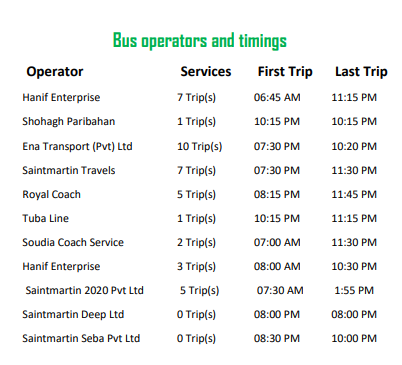 Bus operators and timings
Operator Services First Trip Last Trip
Hanif Enterprise 7 Trip(s) 06:45 AM 11:15 PM
Shohagh Paribahan 1 Trip(s) 10:15 PM 10:15 PM
Ena Transport (Pvt) Ltd 10 Trip(s) 07:30 PM 10:20 PM
Saintmartin Travels 7 Trip(s) 07:30 PM 11:30 PM
Royal Coach 5 Trip(s) 08:15 PM 11:45 PM
Tuba Line 1 Trip(s) 10:15 PM 11:15 PM
Soudia Coach Service 2 Trip(s) 07:00 AM 11:30 PM
Hanif Enterprise 3 Trip(s) 08:00 AM 10:30 PM
Saintmartin 2020 Pvt Ltd 5 Trip(s) 07:30 AM 1:55 PM
Saintmartin Deep Ltd 0 Trip(s) 08:00 PM 08:00 PM
Saintmartin Seba Pvt Ltd 0 Trip(s) 08:30 PM 10:00 PM